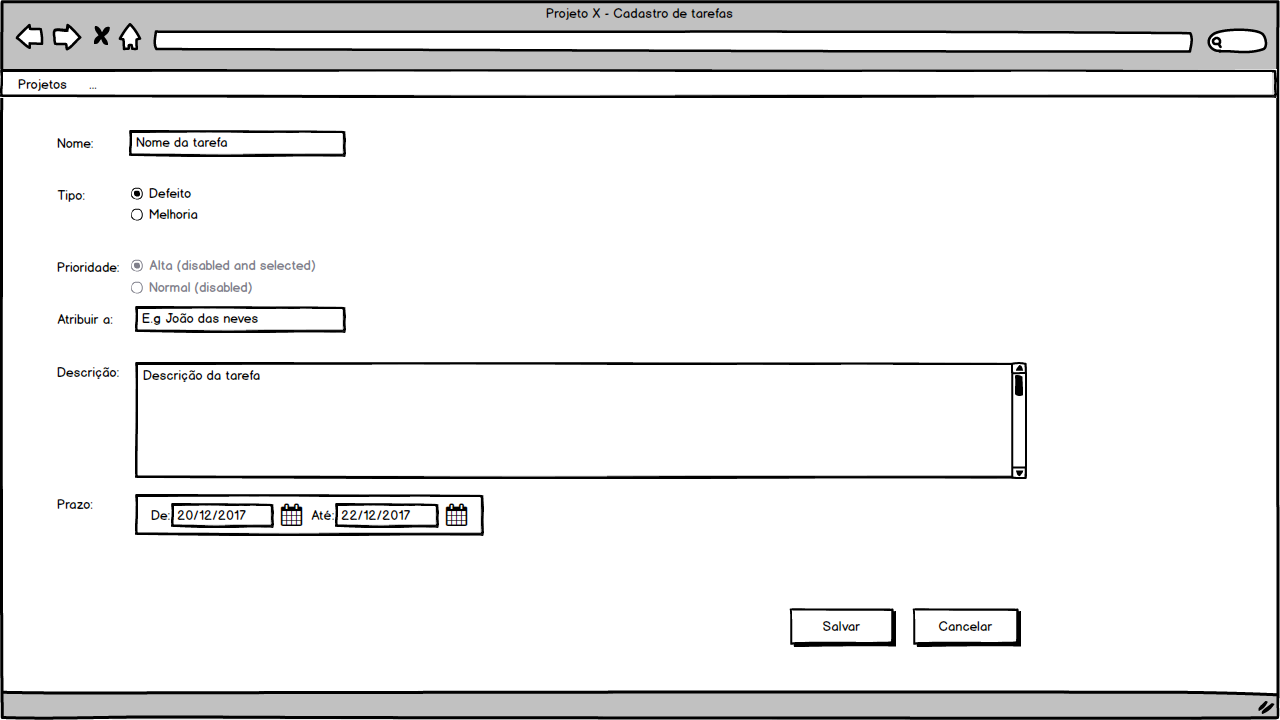 Projeto X - Cadastro de tarefas
Projetos ...
Nome: Nome da tarefa
Tipo: Defeito
Melhoria
Prioridade: Alta (disabled and selected)
Normal (disabled)
Atribuir a: E.g João das neves
Descrição: Descrição da tarefa
Prazo: De: 20/12/2017 Até: 22/12/2017
Salvar Cancelar